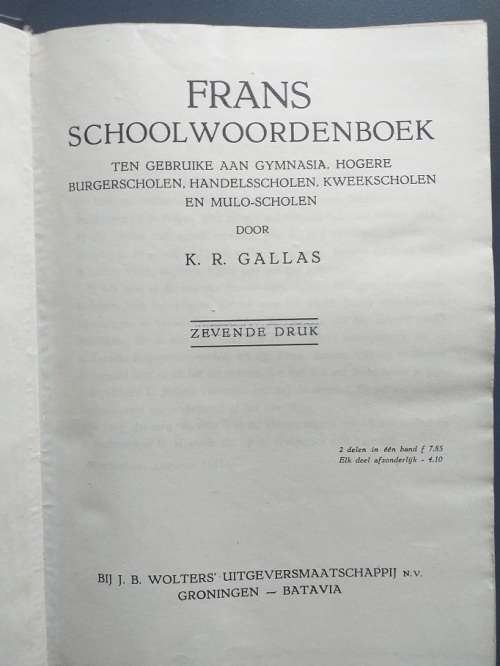 FRANS
SCHOOLWOORDENBOEK
TEN GEBRUIKE AAN GYMNASIA, HOGERE
BURGERSCHOLEN, HANDELSSCHOLEN, KWEEKSCHOLEN
EN MULO-SCHOLEN
DOOR
K. R. GALLAS
ZEVENDE DRUK
2 delen in één band ƒ 7.85
Elk deel afzonderlijk - 4.10
BIJ J. B. WOLTERS' UITGEVERSMAATSCHAPPIJ N.V.
GRONINGEN — BATAVIA